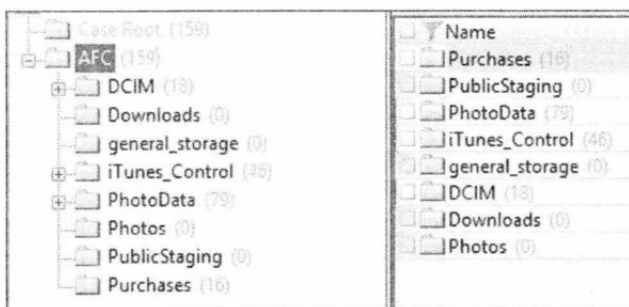 Case Root (159)
AFC (159)
DCIM (18)
Downloads (0)
general_storage (0)
iTunes_Control (46)
PhotoData (79)
Photos (0)
PublicStaging (0)
Purchases (16)
Name
Purchases (16)
PublicStaging (0)
PhotoData (79)
iTunes_Control (46)
general_storage (0)
DCIM (18)
Downloads (0)
Photos (0)